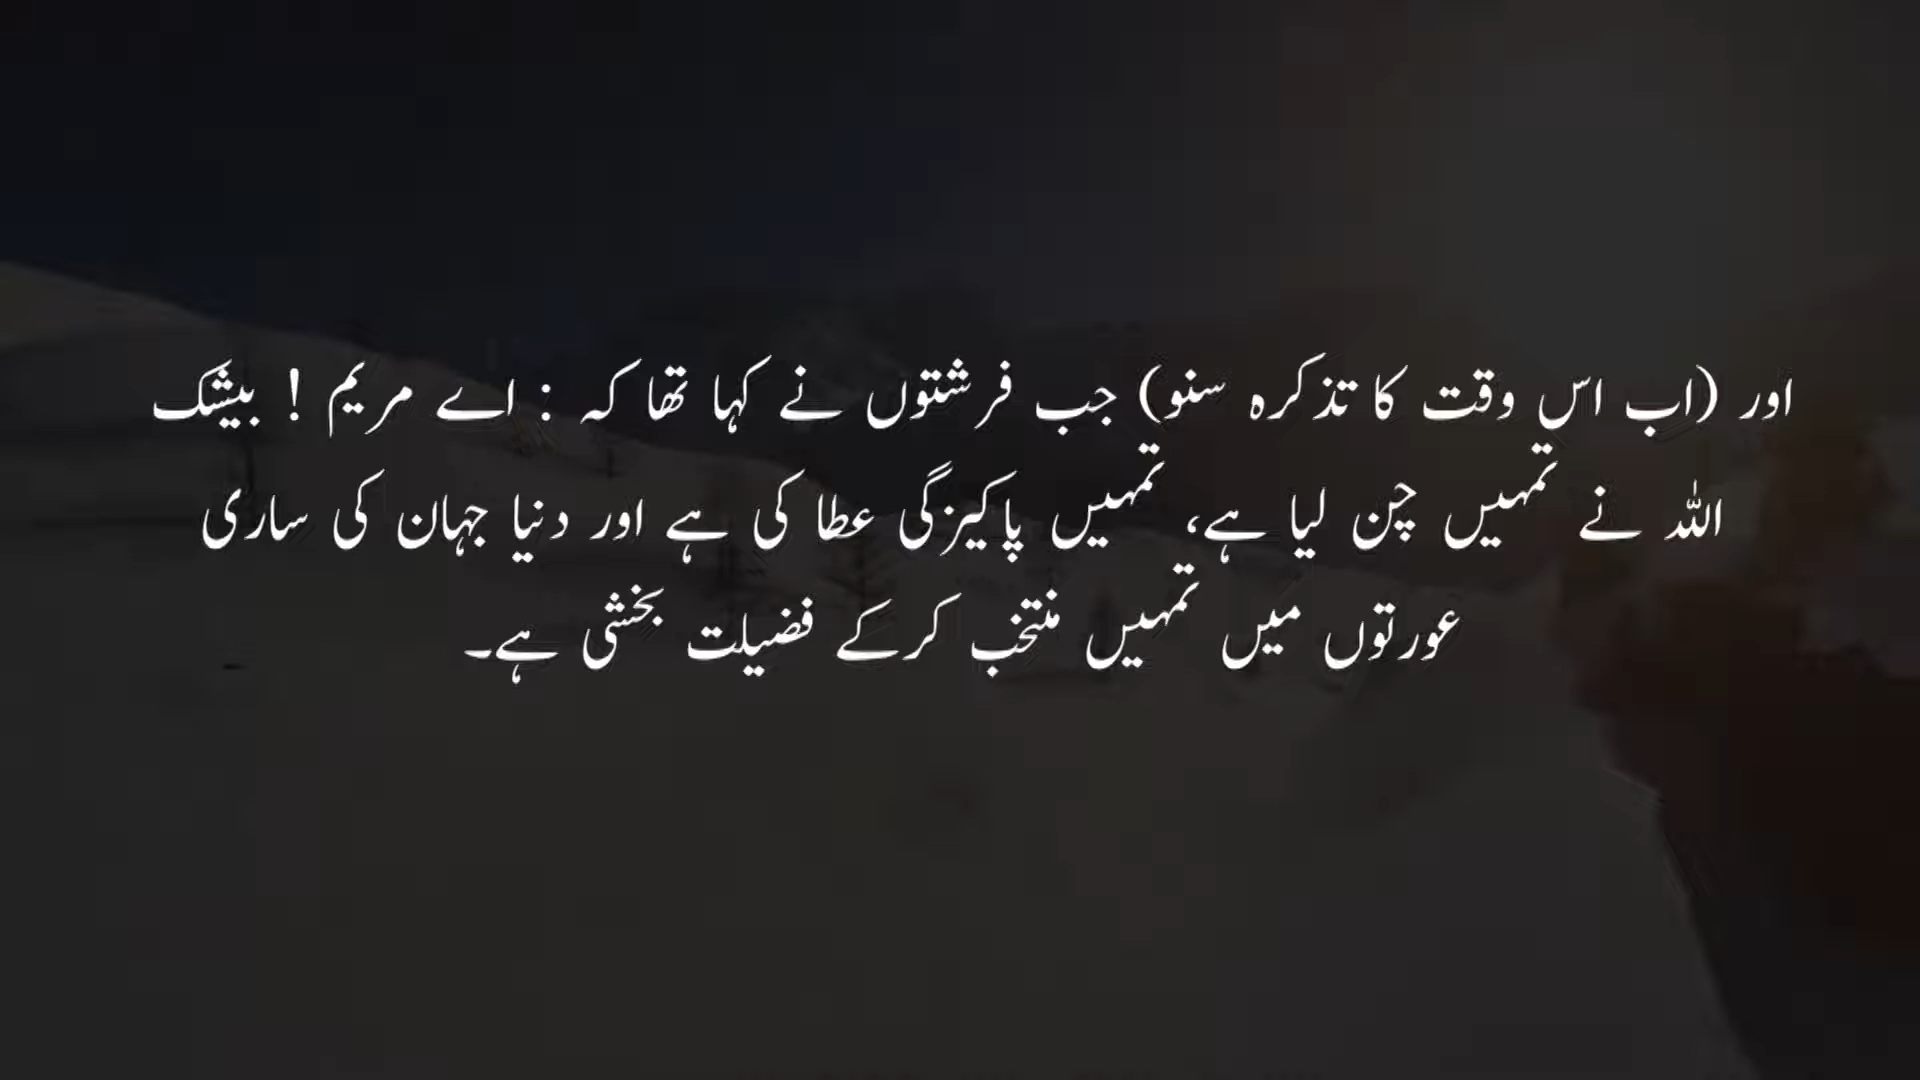 اور (اب اس وقت کا تذکرہ سنو) جب فرشتوں نے کہا تھا کہ : اے مریم ! بیشک
اللہ نے تمہیں چن لیا ہے، تمہیں پاکیزگی عطا کی ہے اور دنیا جہان کی ساری
عورتوں میں تمہیں منتخب کرکے فضیلت بخشی ہے۔